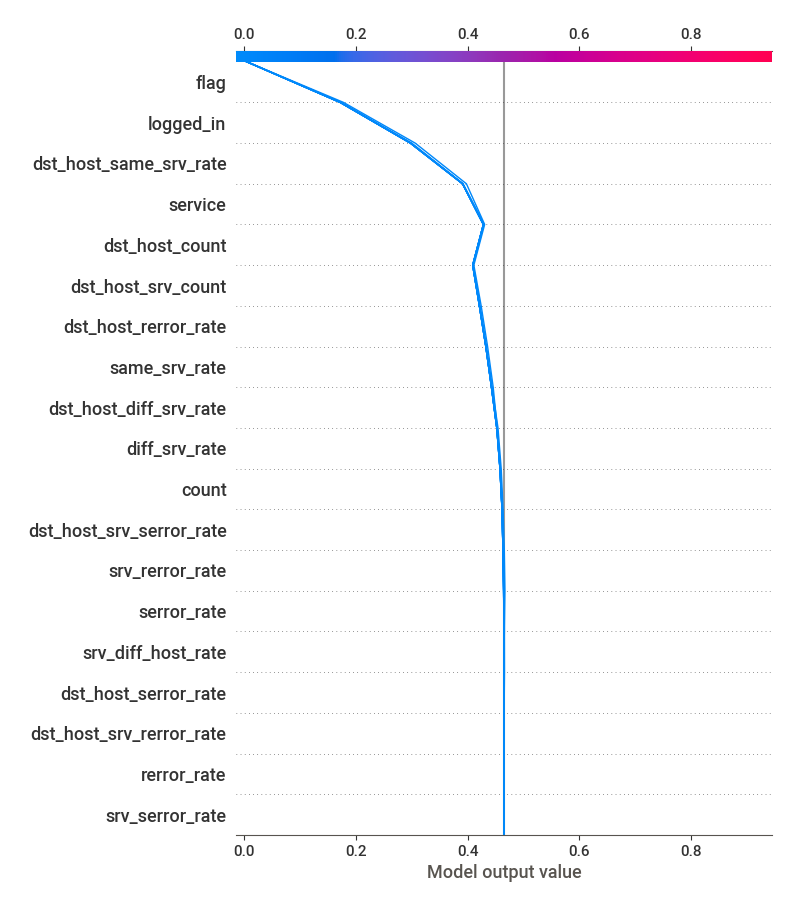 0.0 0.2 0.4 0.6 0.8
flag
logged_in
dst_host_same_srv_rate
service
dst_host_count
dst_host_srv_count
dst_host_rerror_rate
same_srv_rate
dst_host_diff_srv_rate
diff_srv_rate
count
dst_host_srv_serror_rate
srv_rerror_rate
serror_rate
srv_diff_host_rate
dst_host_serror_rate
dst_host_srv_rerror_rate
rerror_rate
srv_serror_rate
0.0 0.2 0.4 0.6 0.8
Model output value